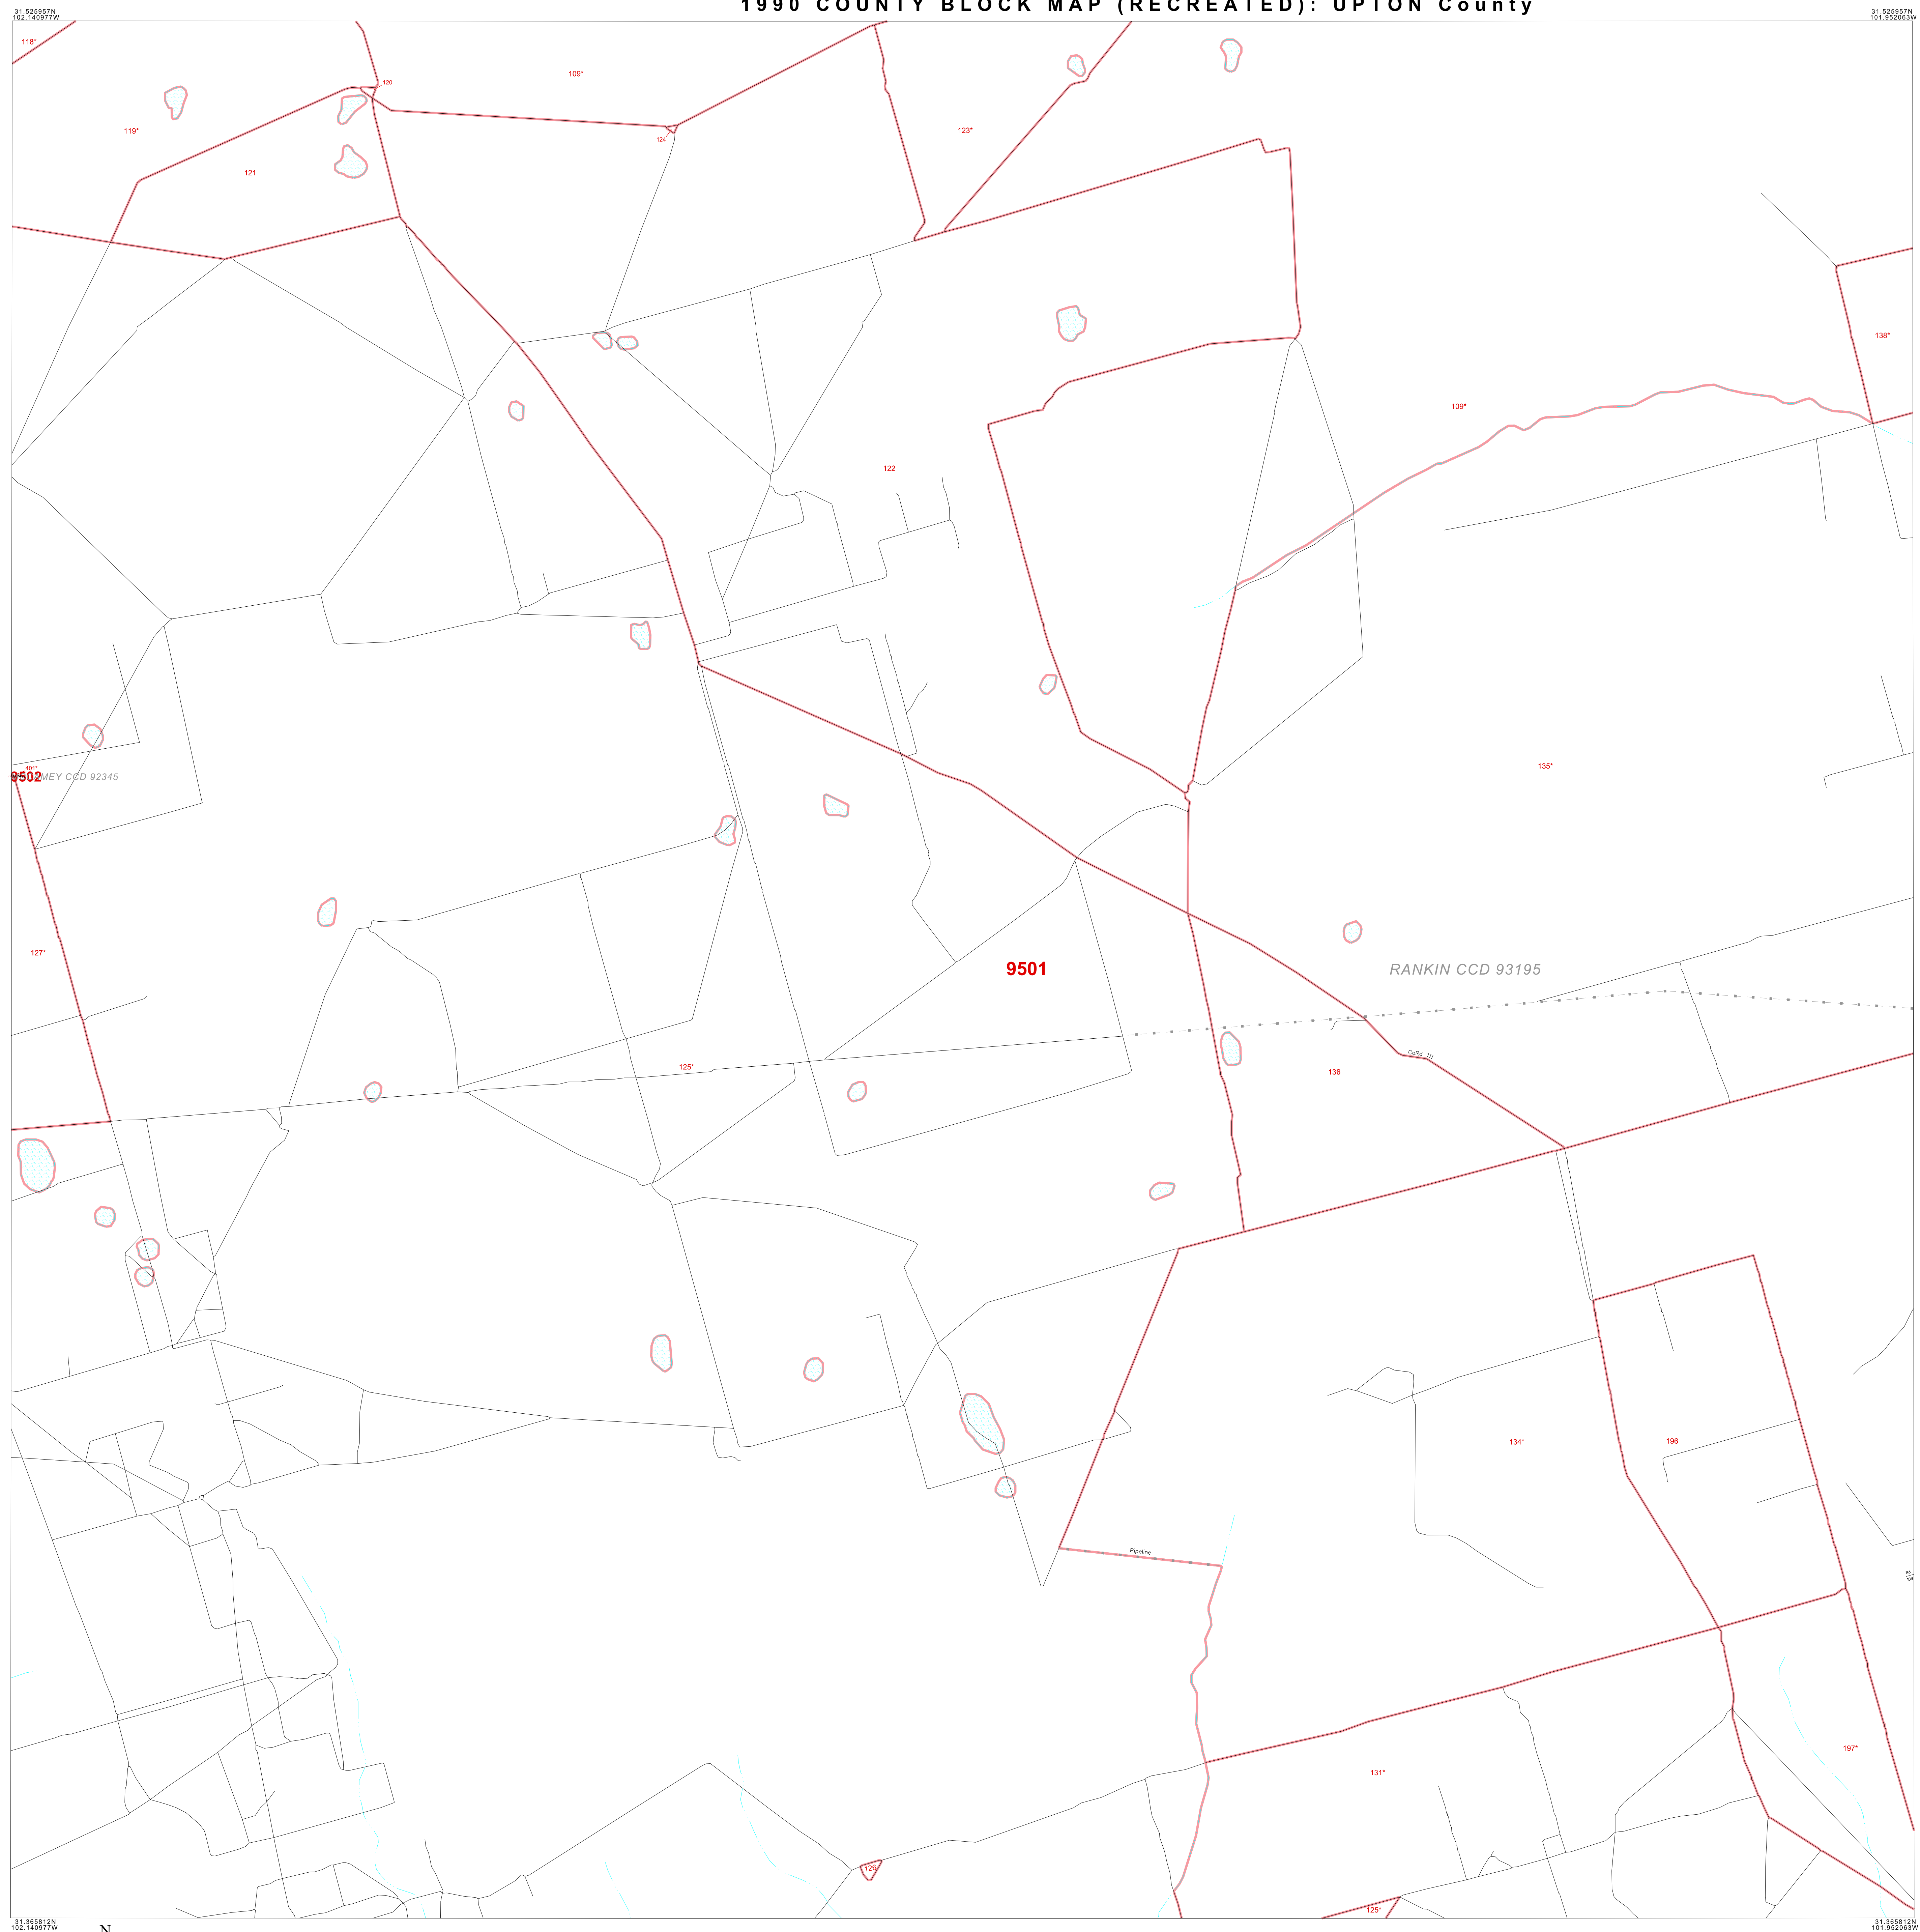 1990 COUNTY BLOCK MAP (RECREATED): UPTON County
31.525957N
102.140977W
31.525957N
101.952063W
118*
109*
120
119*
124
123*
121
138*
109*
122
135*
401*
9502
MEY CCD 92345
127*
9501
RANKIN CCD 93195
125*
CoRd 111
136
134*
196
Pipeline
197*
131*
126
125*
31.365812N
102.140977W
N
31.365812N
101.952063W